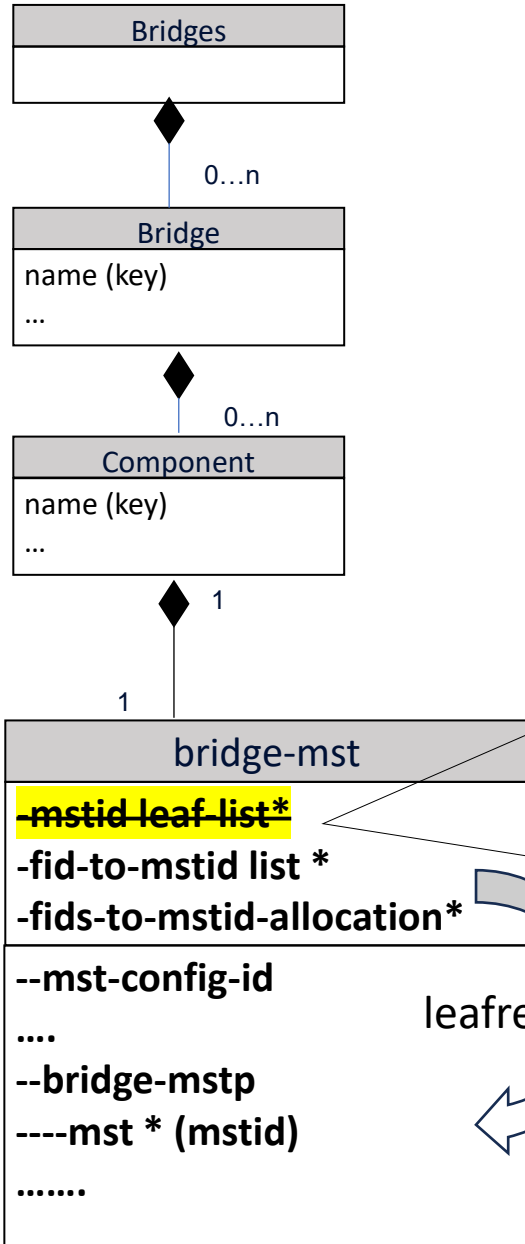 Bridges
0…n
Bridge
name (key)
…
0…n
Component
name (key)
…
1
1
bridge-mst
-mstid leaf-list*
-fid-to-mstid list *
-fids-to-mstid-allocation*
--mst-config-id
leafre
….
--bridge-mstp
----mst * (mstid)
…….